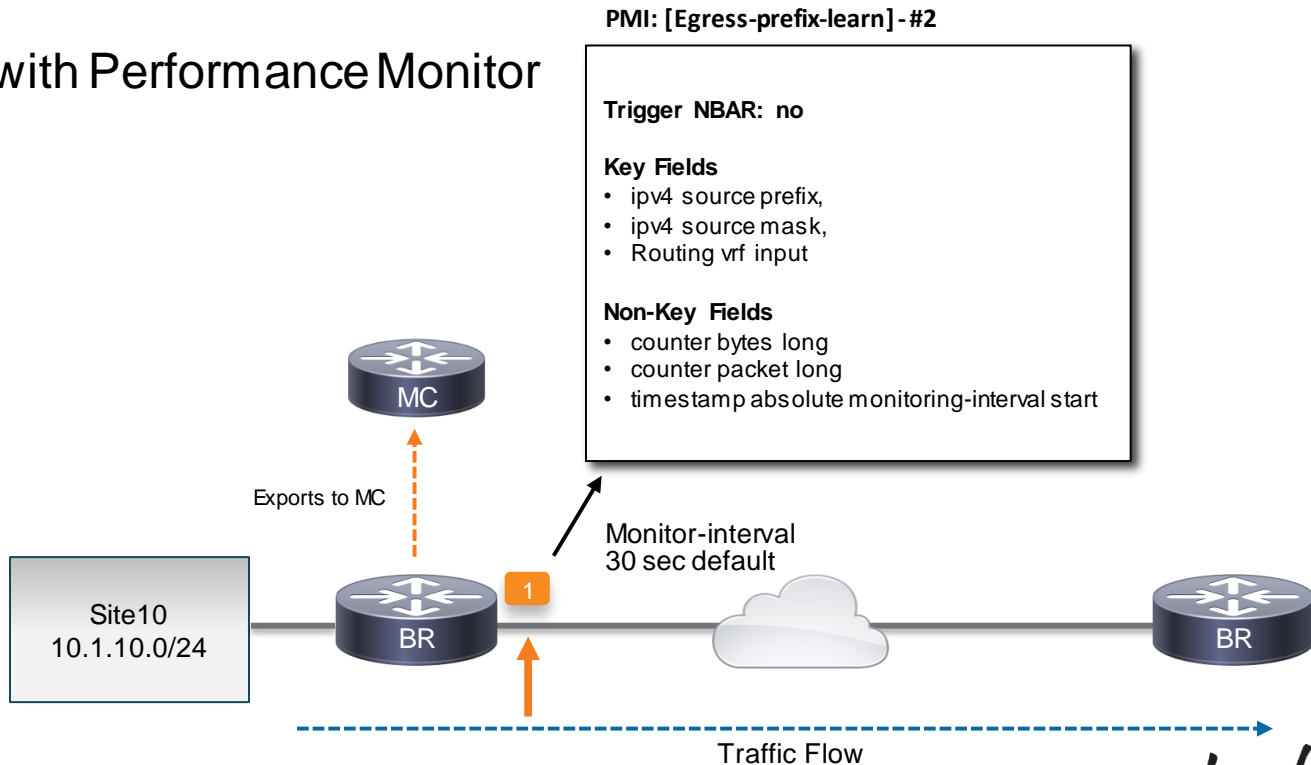 PMI: [Egress-prefix-learn] - #2
with Performance Monitor
Trigger NBAR: no
Key Fields
• ipv4 source prefix,
• ipv4 source mask,
• Routing vrf input
Non-Key Fields
• counter bytes long
• counter packet long
• timestamp absolute monitoring-interval start
MC
Exports to MC
Monitor-interval
30 sec default
1
Site10
10.1.10.0/24
BR
BR
Traffic Flow